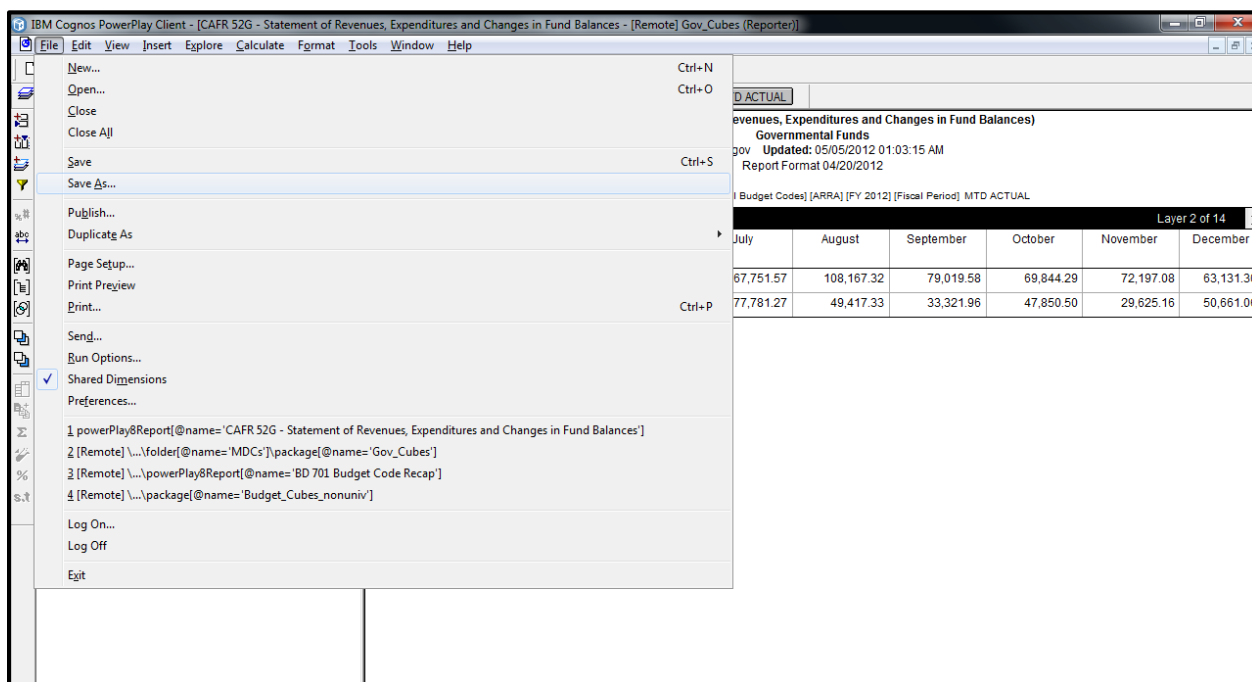 IBM Cognos PowerPlay Client - [CAFR 52G - Statement of Revenues, Expenditures and Changes in Fund Balances - [Remote] Gov_Cubes (Reporter)]
File Edit View Insert Explore Calculate Format Tools Window Help
New... Ctrl+N
Open... Ctrl+O
Close
Close All
Save Ctrl+S
Save As...
Publish...
Duplicate As
Page Setup...
Print Preview
Print... Ctrl+P
Send...
Run Options...
Shared Dimensions
Preferences...
1 powerPlay8Report[@name='CAFR 52G - Statement of Revenues, Expenditures and Changes in Fund Balances']
2 [Remote] \...\folder[@name='MDCs']\package[@name='Gov_Cubes']
3 [Remote] \...\powerPlay8Report[@name='BD 701 Budget Code Recap']
4 [Remote] \...\package[@name='Budget_Cubes_nonuniv']
Log On...
Log Off
Exit
abc
%
s.t
D ACTUAL
evenues, Expenditures and Changes in Fund Balances)
Governmental Funds
gov Updated: 05/05/2012 01:03:15 AM
Report Format 04/20/2012
l Budget Codes] [ARRA] [FY 2012] [Fiscal Period] MTD ACTUAL
Layer 2 of 14
July August September October November December
67,751.57 108,167.32 79,019.58 69,844.29 72,197.08 63,131.30
77,781.27 49,417.33 33,321.96 47,850.50 29,625.16 50,661.00